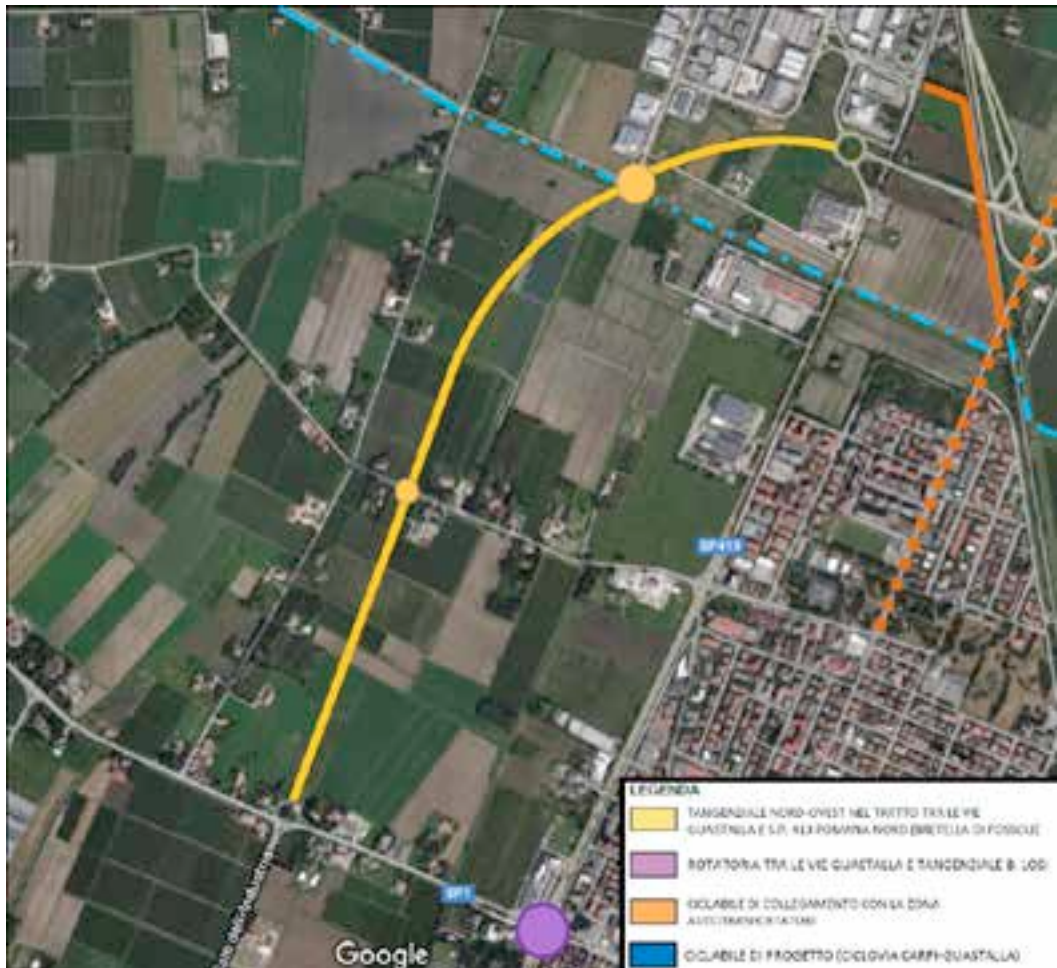 SP413
SP1
Google
LEGENDA
TANGENZIALE NORD-OVEST NEL TRATTO TRA LE VIE
GUASTALLA E S.P. 413 ROMANA NORD (BRETELLA DI FOSSOLI)
ROTATORIA TRA LE VIE GUASTALLA E TANGENZIALE B. LOSI
CICLABILE DI COLLEGAMENTO CON LA ZONA
AUTOTRASPORTATORI
CICLABILE DI PROGETTO (CICLOVIA CARPI-GUASTALLA)